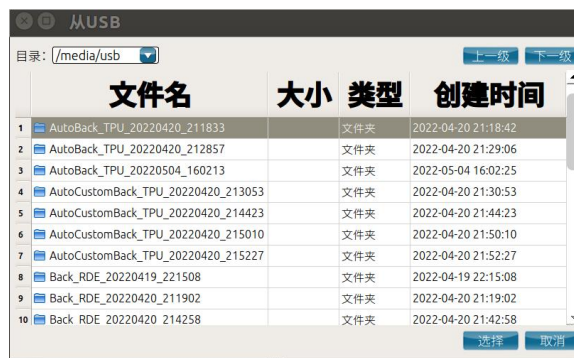 从USB
目录: /media/usb 上一级 下一级
文件名 大小 类型 创建时间
1 AutoBack_TPU_20220420_211833 文件夹 2022-04-20 21:18:42
2 AutoBack_TPU_20220420_212857 文件夹 2022-04-20 21:29:06
3 AutoBack_TPU_20220504_160213 文件夹 2022-05-04 16:02:25
4 AutoCustomBack_TPU_20220420_213053 文件夹 2022-04-20 21:30:53
5 AutoCustomBack_TPU_20220420_214423 文件夹 2022-04-20 21:44:23
6 AutoCustomBack_TPU_20220420_215010 文件夹 2022-04-20 21:50:10
7 AutoCustomBack_TPU_20220420_215227 文件夹 2022-04-20 21:52:27
8 Back_RDE_20220419_221508 文件夹 2022-04-19 22:15:08
9 Back_RDE_20220420_211902 文件夹 2022-04-20 21:19:02
10 Back_RDE_20220420_214258 文件夹 2022-04-20 21:42:58
选择 取消